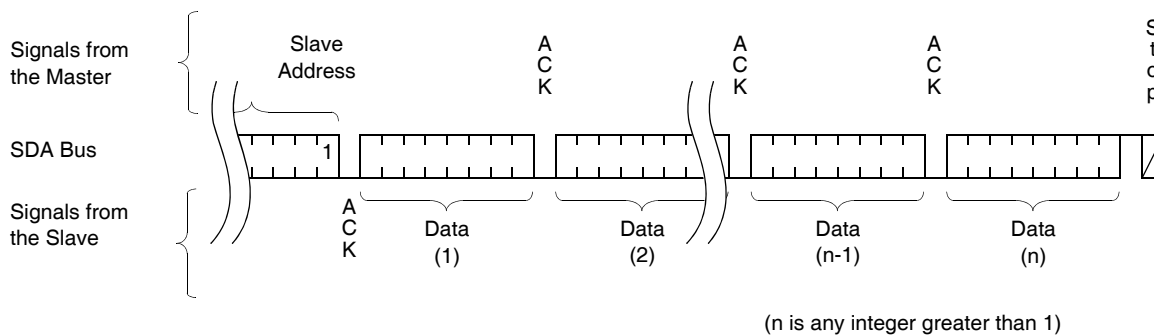 Signals from
the Master
Slave
Address
A
C
K
A
C
K
A
C
K
S
t
o
p
SDA Bus
1
Signals from
the Slave
A
C
K
Data
(1)
Data
(2)
Data
(n-1)
Data
(n)
(n is any integer greater than 1)